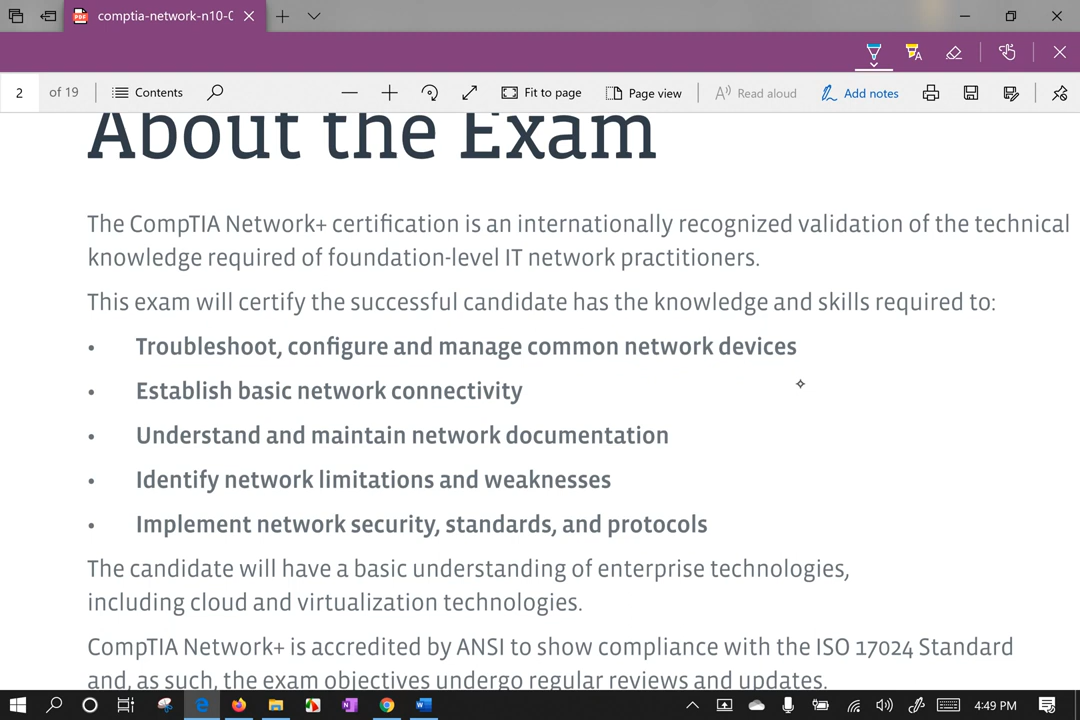 comptia-network-n10-0
2 of 19 Contents Fit to page Page view Read aloud Add notes
About the Exam
The CompTIA Network+ certification is an internationally recognized validation of the technical
knowledge required of foundation-level IT network practitioners.
This exam will certify the successful candidate has the knowledge and skills required to:
• Troubleshoot, configure and manage common network devices
• Establish basic network connectivity
• Understand and maintain network documentation
• Identify network limitations and weaknesses
• Implement network security, standards, and protocols
The candidate will have a basic understanding of enterprise technologies,
including cloud and virtualization technologies.
CompTIA Network+ is accredited by ANSI to show compliance with the ISO 17024 Standard
and, as such, the exam objectives undergo regular reviews and updates.
4:49 PM